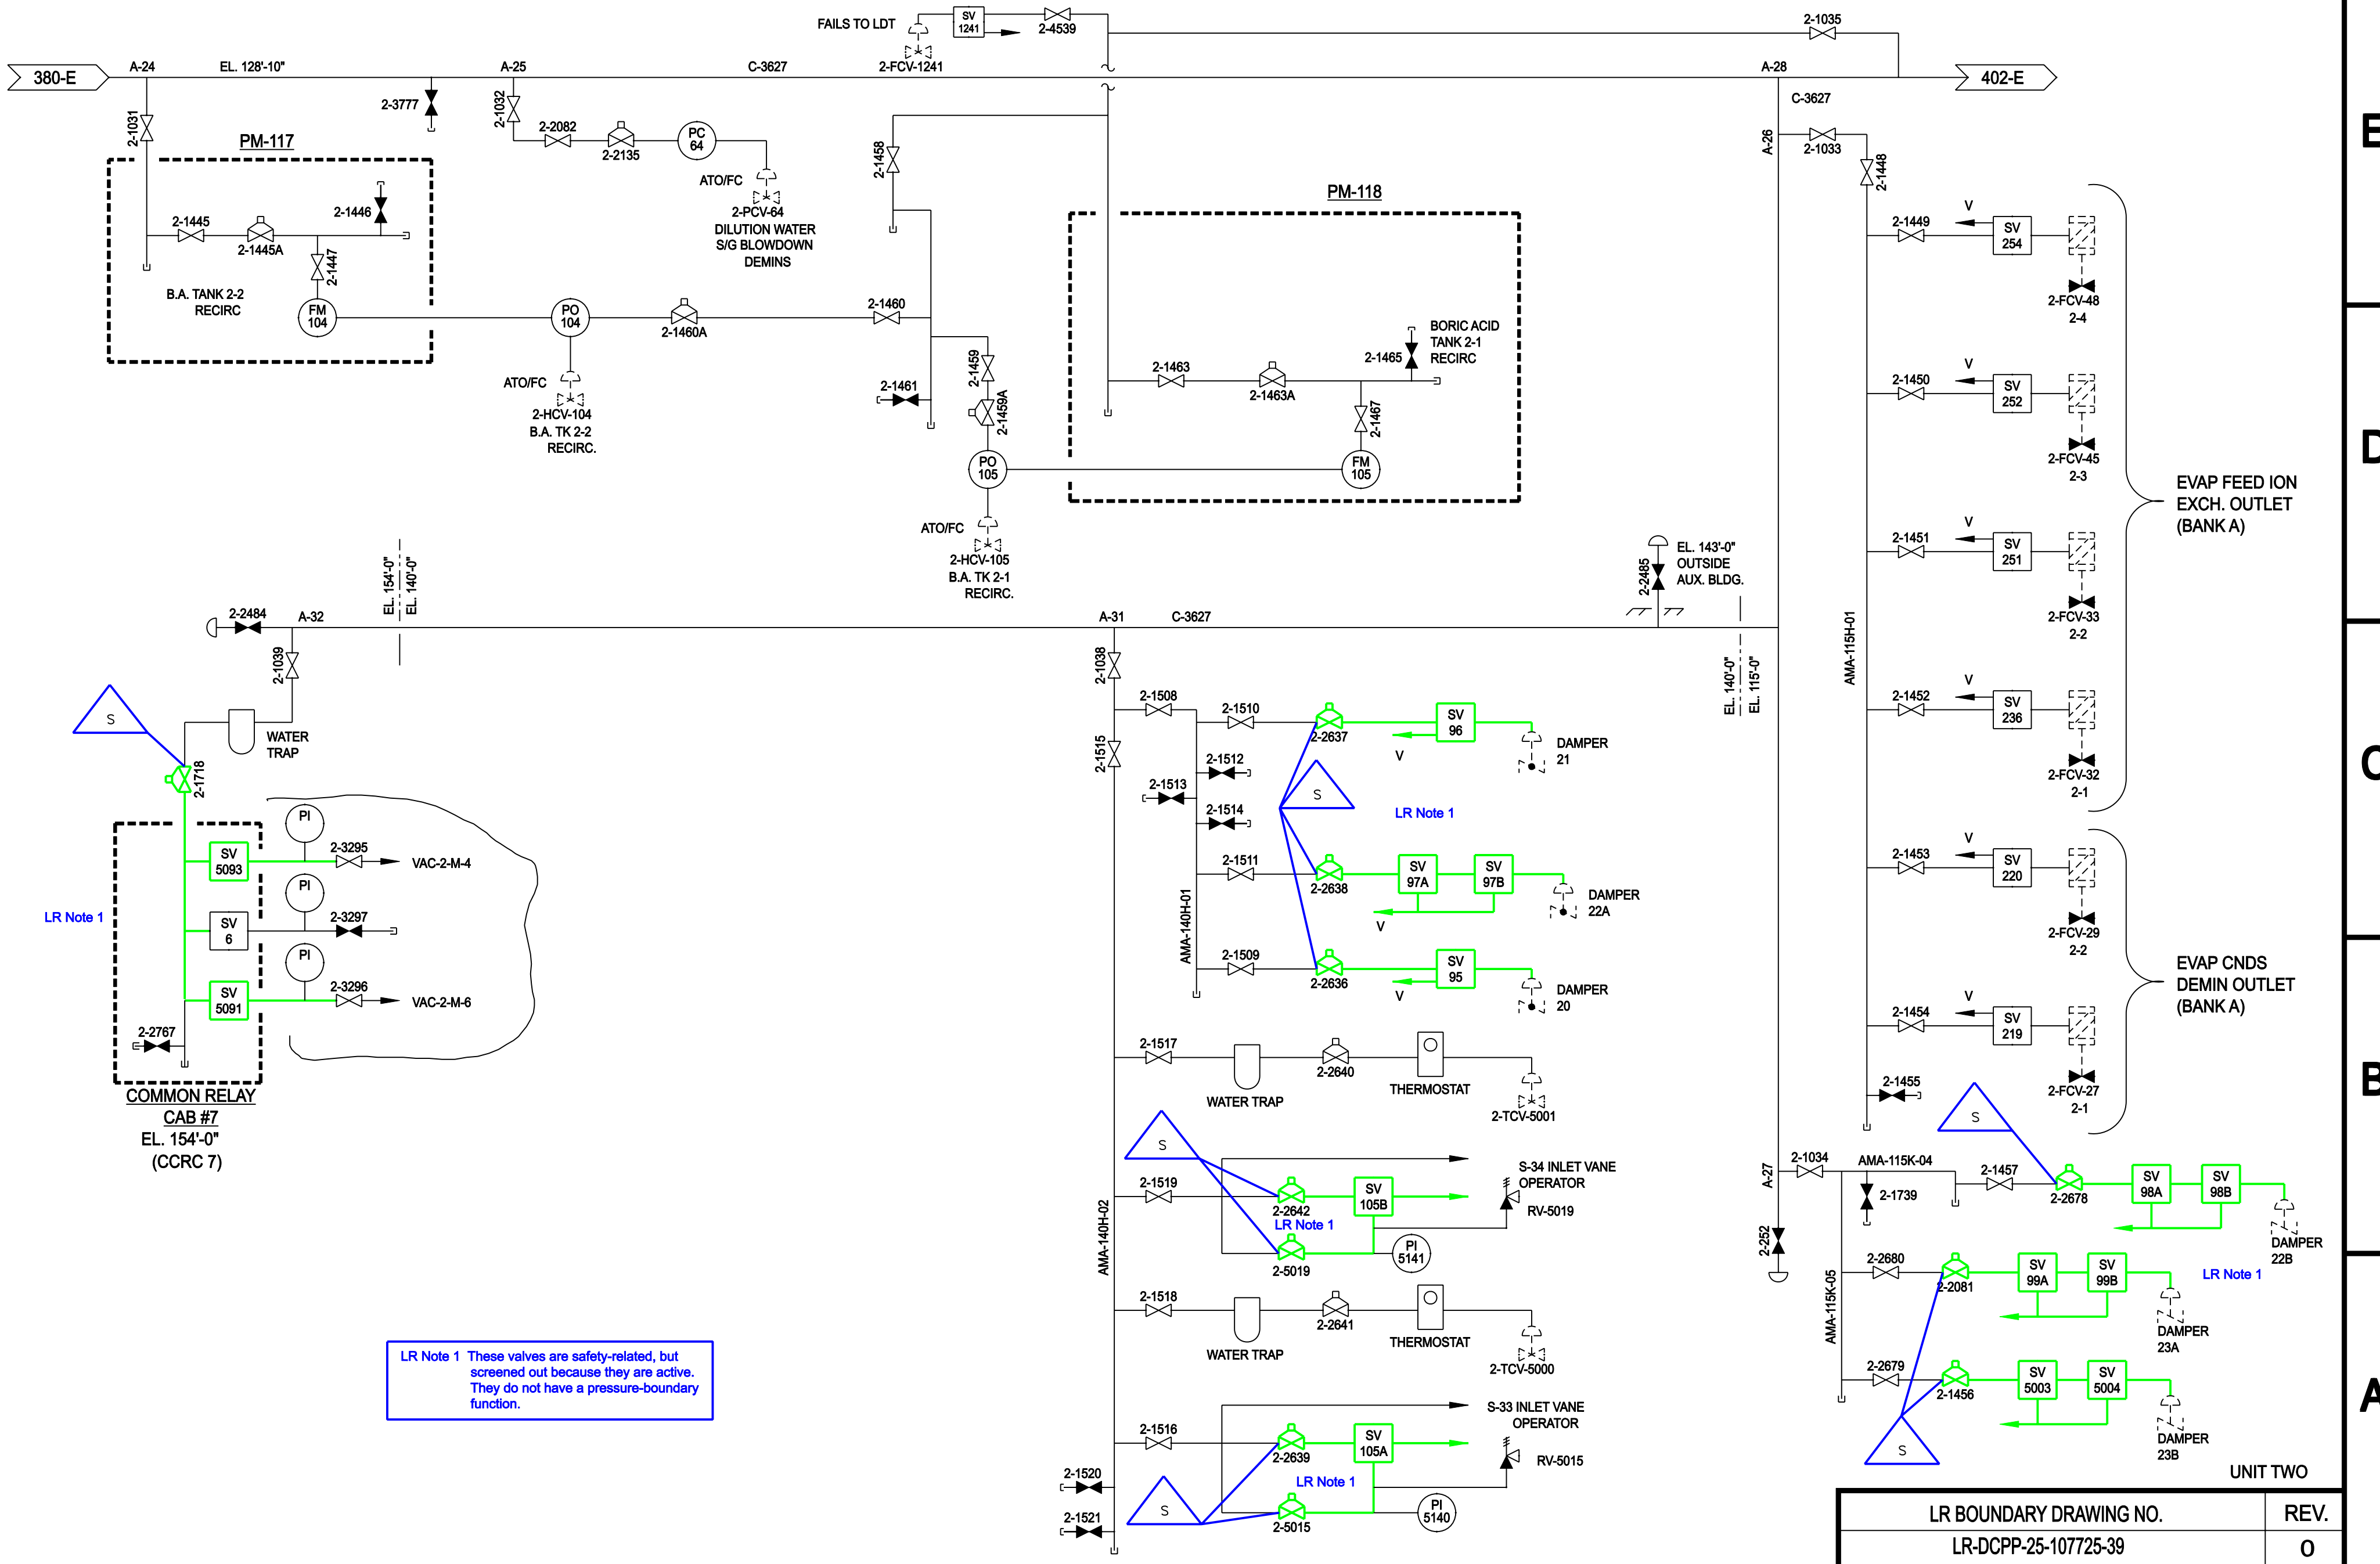 FAILS TO LDT
SV
1241
2-4539
2-FCV-1241
2-1035
380-E
A-24
EL. 128'-10"
A-25
C-3627
A-28
402-E
2-1031
2-3777
2-1032
2-2082
2-2135
PC
64
ATO/FC
2-PCV-64
DILUTION WATER
S/G BLOWDOWN
DEMINS
2-1458
C-3627
A-26
2-1033
2-1448
PM-117
2-1445
2-1445A
2-1446
2-1447
B.A. TANK 2-2
RECIRC
FM
104
PO
104
2-1460A
2-1460
ATO/FC
2-HCV-104
B.A. TK 2-2
RECIRC.
2-1461
2-1459
2-1459A
PO
105
ATO/FC
2-HCV-105
B.A. TK 2-1
RECIRC.
PM-118
2-1463
2-1463A
2-1465
BORIC ACID
TANK 2-1
RECIRC
2-1467
FM
105
2-1449
V
SV
254
2-FCV-48
2-4
2-1450
V
SV
252
2-FCV-45
2-3
2-1451
V
SV
251
2-FCV-33
2-2
AMA-115H-01
2-1452
V
SV
236
2-FCV-32
2-1
EVAP FEED ION
EXCH. OUTLET
(BANK A)
2-1453
V
SV
220
2-FCV-29
2-2
2-1454
V
SV
219
2-FCV-27
2-1
2-1455
EVAP CNDS
DEMIN OUTLET
(BANK A)
2-2484
A-32
EL. 154'-0"
EL. 140'-0"
A-31
C-3627
2-2485
EL. 143'-0"
OUTSIDE
AUX. BLDG.
EL. 140'-0"
EL. 115'-0"
2-1039
S
WATER
TRAP
2-1718
LR Note 1
SV
5093
PI
2-3295
VAC-2-M-4
SV
6
PI
2-3297
SV
5091
PI
2-3296
VAC-2-M-6
2-2767
COMMON RELAY
CAB #7
EL. 154'-0"
(CCRC 7)
2-1038
2-1508
2-1515
2-1510
2-2637
SV
96
V
DAMPER
21
2-1512
2-1513
2-1514
S
LR Note 1
2-1511
2-2638
SV
97A
SV
97B
V
DAMPER
22A
AMA-140H-01
2-1509
2-2636
SV
95
V
DAMPER
20
2-1517
WATER TRAP
2-2640
THERMOSTAT
2-TCV-5001
S
AMA-140H-02
2-1519
2-2642
SV
105B
S-34 INLET VANE
OPERATOR
RV-5019
LR Note 1
2-5019
PI
5141
2-1518
WATER TRAP
2-2641
THERMOSTAT
2-TCV-5000
2-1516
2-2639
SV
105A
S-33 INLET VANE
OPERATOR
RV-5015
LR Note 1
S
2-5015
PI
5140
2-1520
2-1521
A-27
2-252
2-1034
AMA-115K-04
2-1739
2-1457
S
2-2678
SV
98A
SV
98B
DAMPER
22B
AMA-115K-05
2-2680
2-2081
SV
99A
SV
99B
DAMPER
23A
LR Note 1
2-2679
2-1456
SV
5003
SV
5004
DAMPER
23B
S
LR Note 1 These valves are safety-related, but
screened out because they are active.
They do not have a pressure-boundary
function.
UNIT TWO
LR BOUNDARY DRAWING NO.
REV.
LR-DCPP-25-107725-39
0
E
D
C
B
A